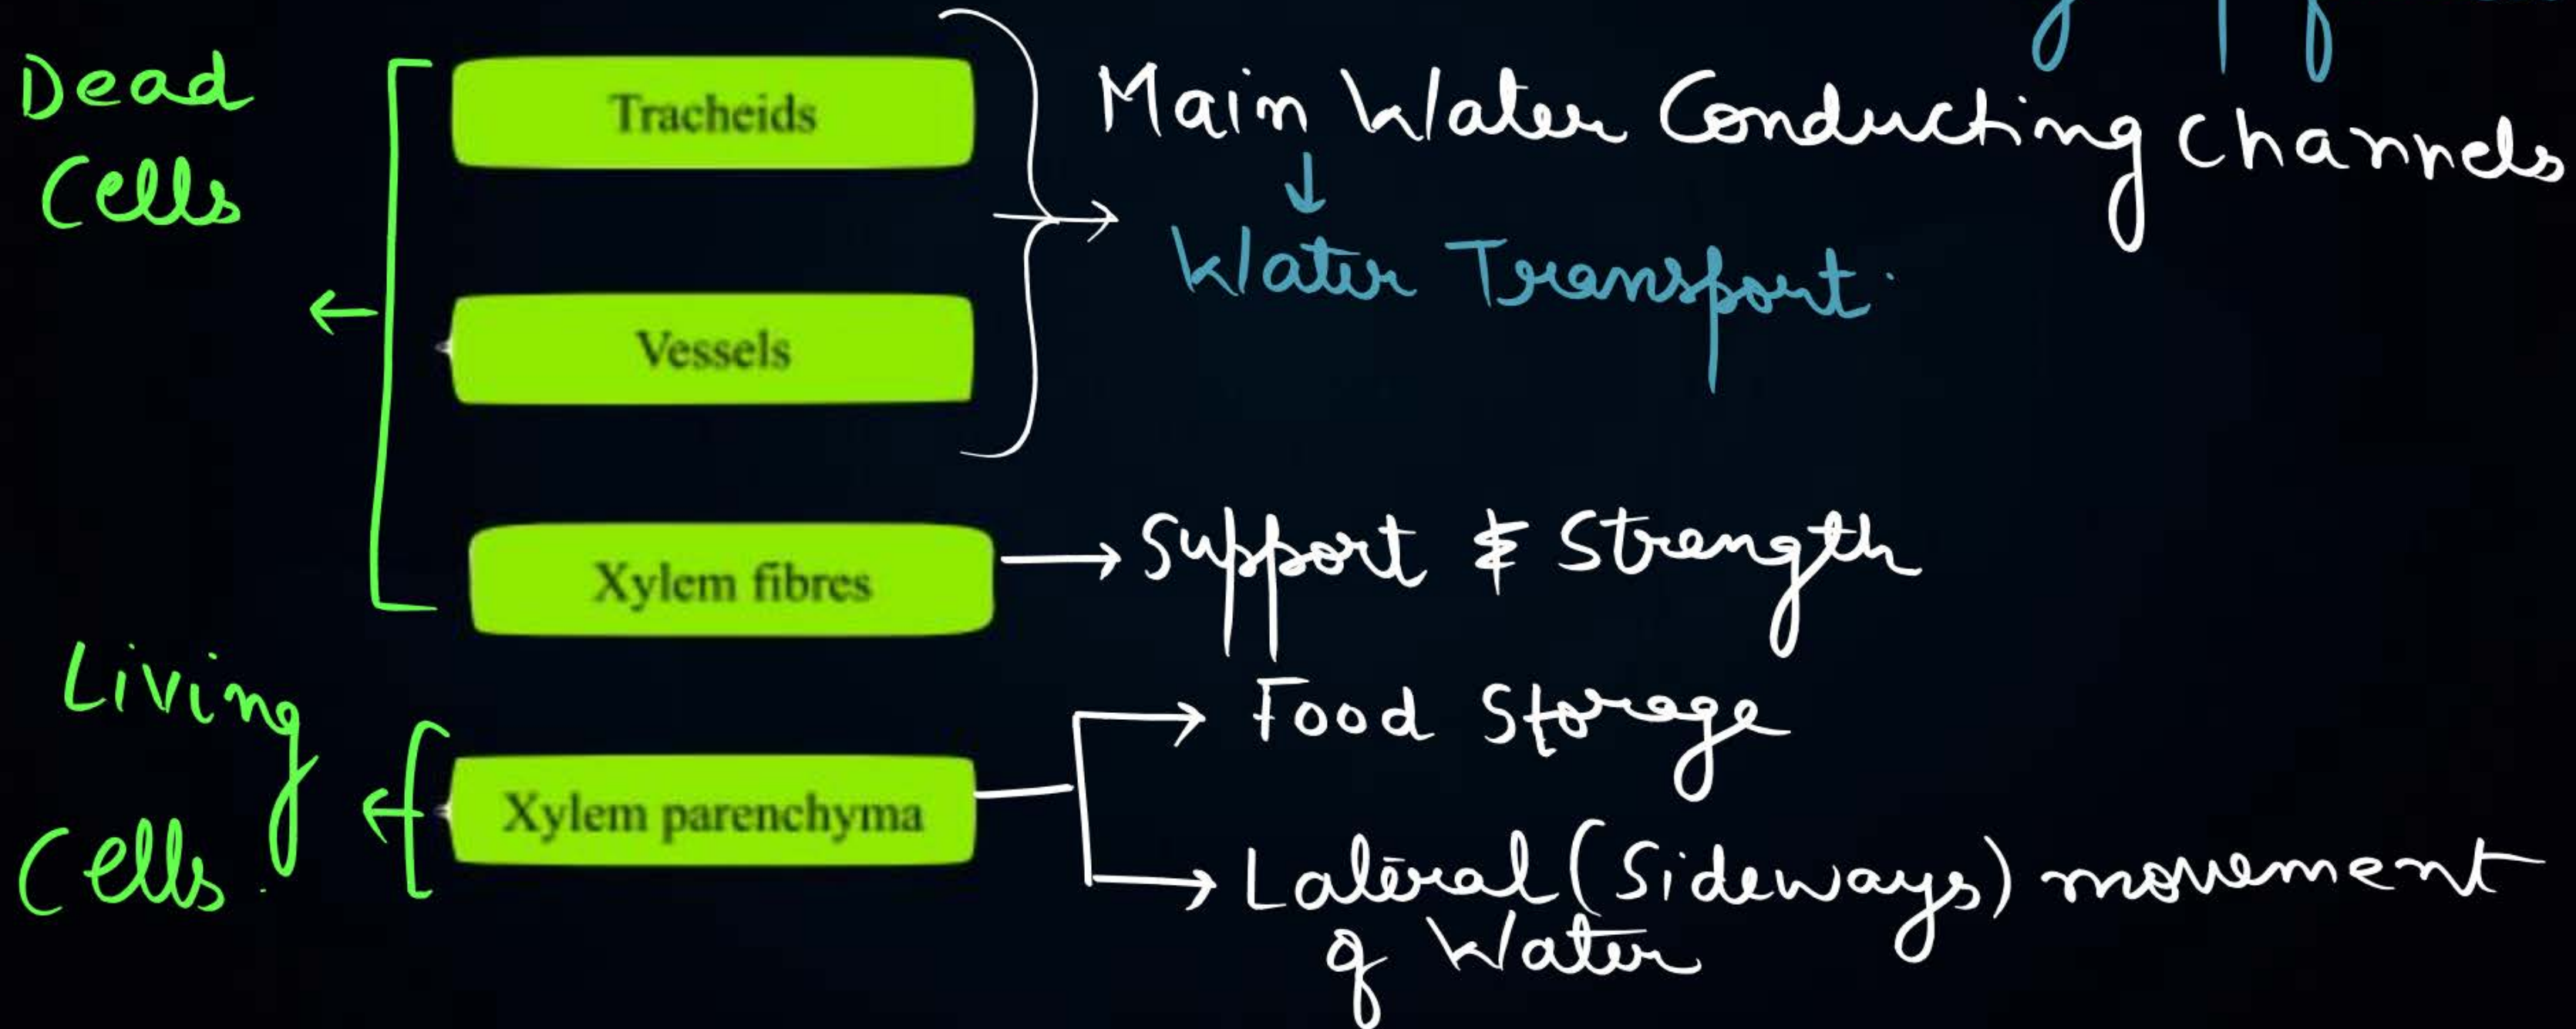 Dead
Cells
Tracheids
Main Water Conducting Channels
Water Transport.
Vessels
Xylem fibres
Support & Strength
Living
Cells.
Xylem parenchyma
Food Storage
Lateral (Sideways) movement
of Water